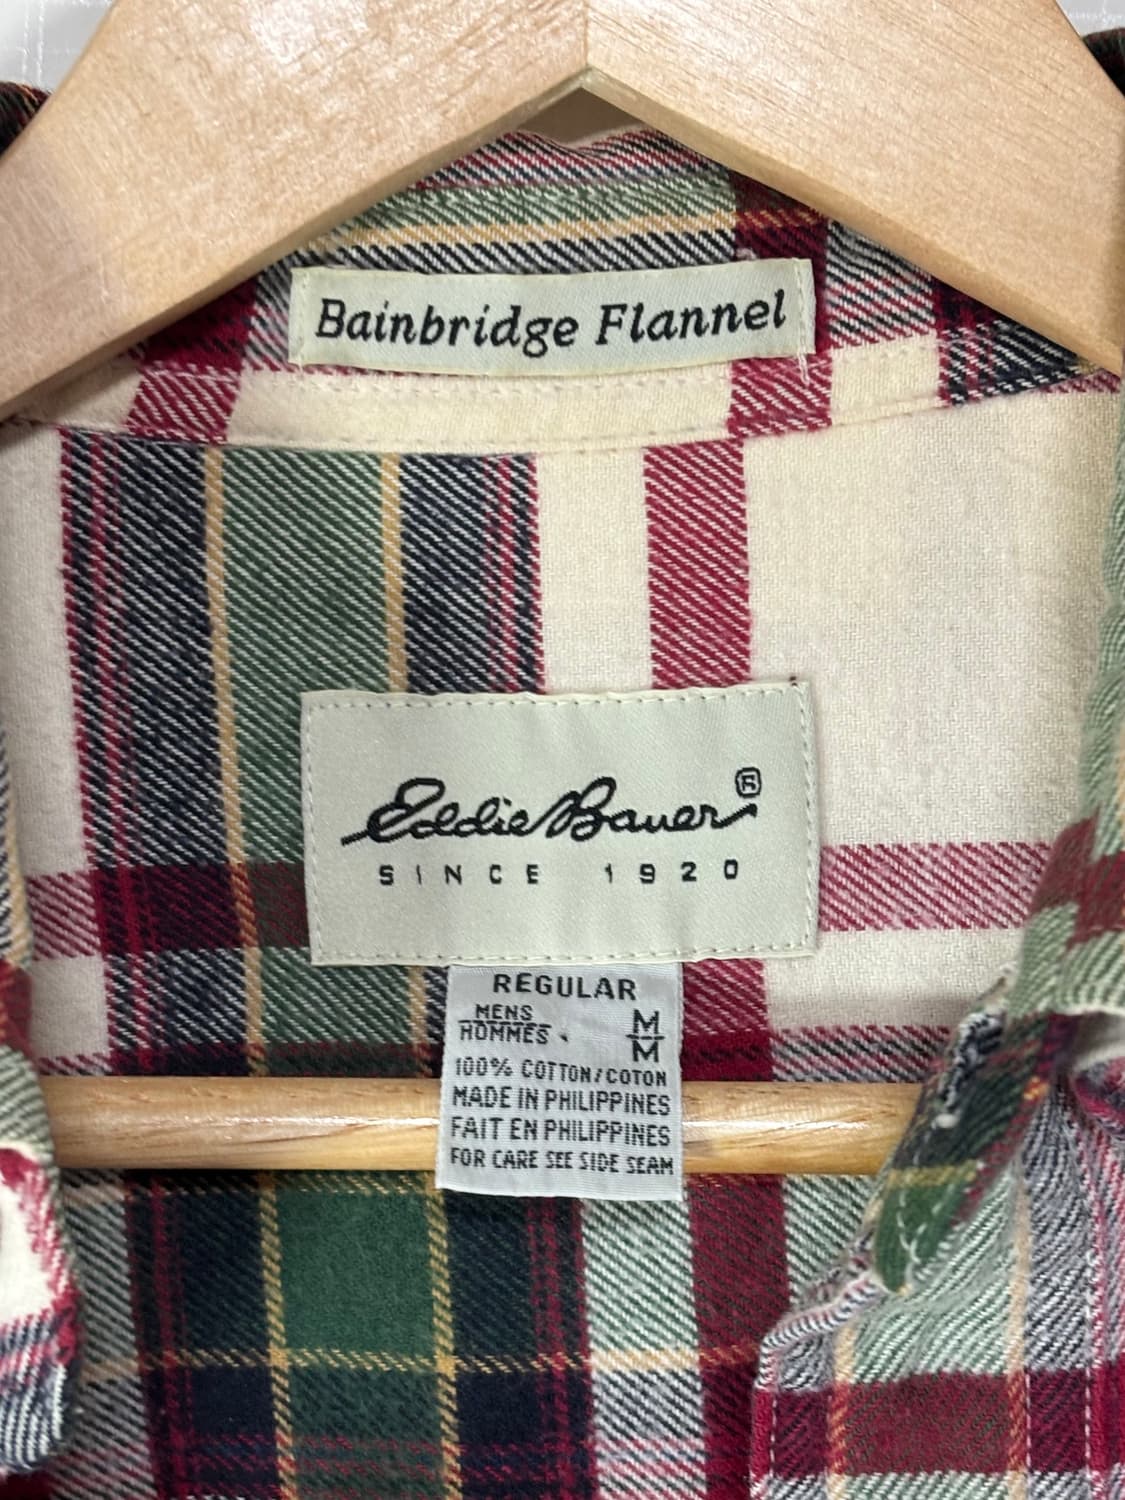 Bainbridge Flannel
Eddie Bauer®
SINCE 1920
REGULAR
MENS M
HOMMES M
100% COTTON/COTON
MADE IN PHILIPPINES
FAIT EN PHILIPPINES
FOR CARE SEE SIDE SEAM